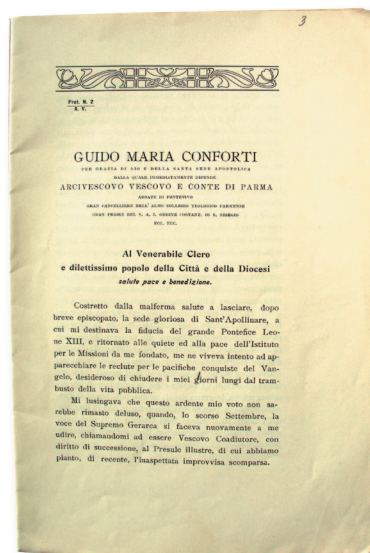 3
Prot. N. 2
A. V.
GUIDO MARIA CONFORTI
PER GRAZIA DI DIO E DELLA SANTA SEDE APOSTOLICA
DALLA QUALE IMMEDIATAMENTE DIPENDE
ARCIVESCOVO VESCOVO E CONTE DI PARMA
ABBATE DI FONTEVIVO
GRAN CANCELLIERE DELL' ALMO COLLEGIO TEOLOGICO PARMENSE
GRAN PRIORE DEL S. A. I. ORDINE COSTANT. DI S. GIORGIO
ECC. ECC.
Al Venerabile Clero
e dilettissimo popolo della Città e della Diocesi
salute pace e benedizione.
Costretto dalla malferma salute a lasciare, dopo
breve episcopato, la sede gloriosa di Sant'Apollinare, a
cui mi destinava la fiducia del grande Pontefice Leo-
ne XIII, e ritornato alle quiete ed alla pace dell'Istituto
per le Missioni da me fondato, me ne viveva intento ad ap-
parecchiare le reclute per le pacifiche conquiste del Van-
gelo, desideroso di chiudere i miei giorni lungi dal tram-
busto della vita pubblica.
Mi lusingava che questo ardente mio voto non sa-
rebbe rimasto deluso, quando, lo scorso Settembre, la
voce del Supremo Gerarca si faceva nuovamente a me
udire, chiamandomi ad essere Vescovo Coadiutore, con
diritto di successione, al Presule illustre, di cui abbiamo
pianto, di recente, l'inaspettata improvvisa scomparsa.